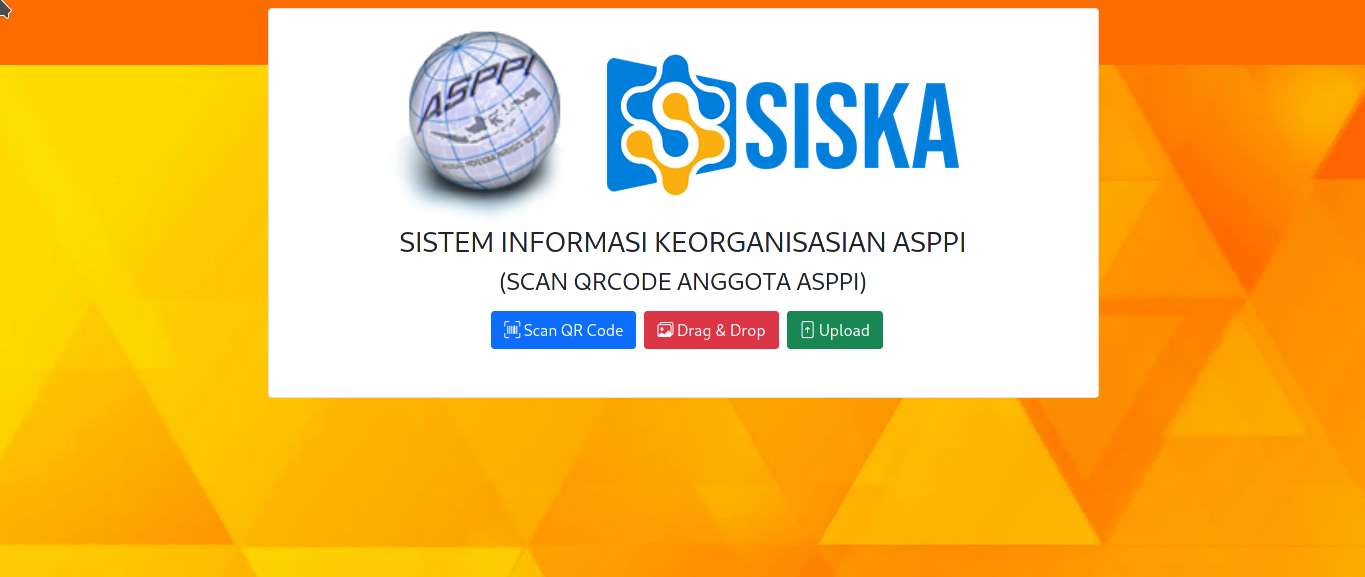 ASPPI
SISKA
SISTEM INFORMASI KEORGANISASIAN ASPPI
(SCAN QRCODE ANGGOTA ASPPI)
Scan QR Code
Drag & Drop
Upload